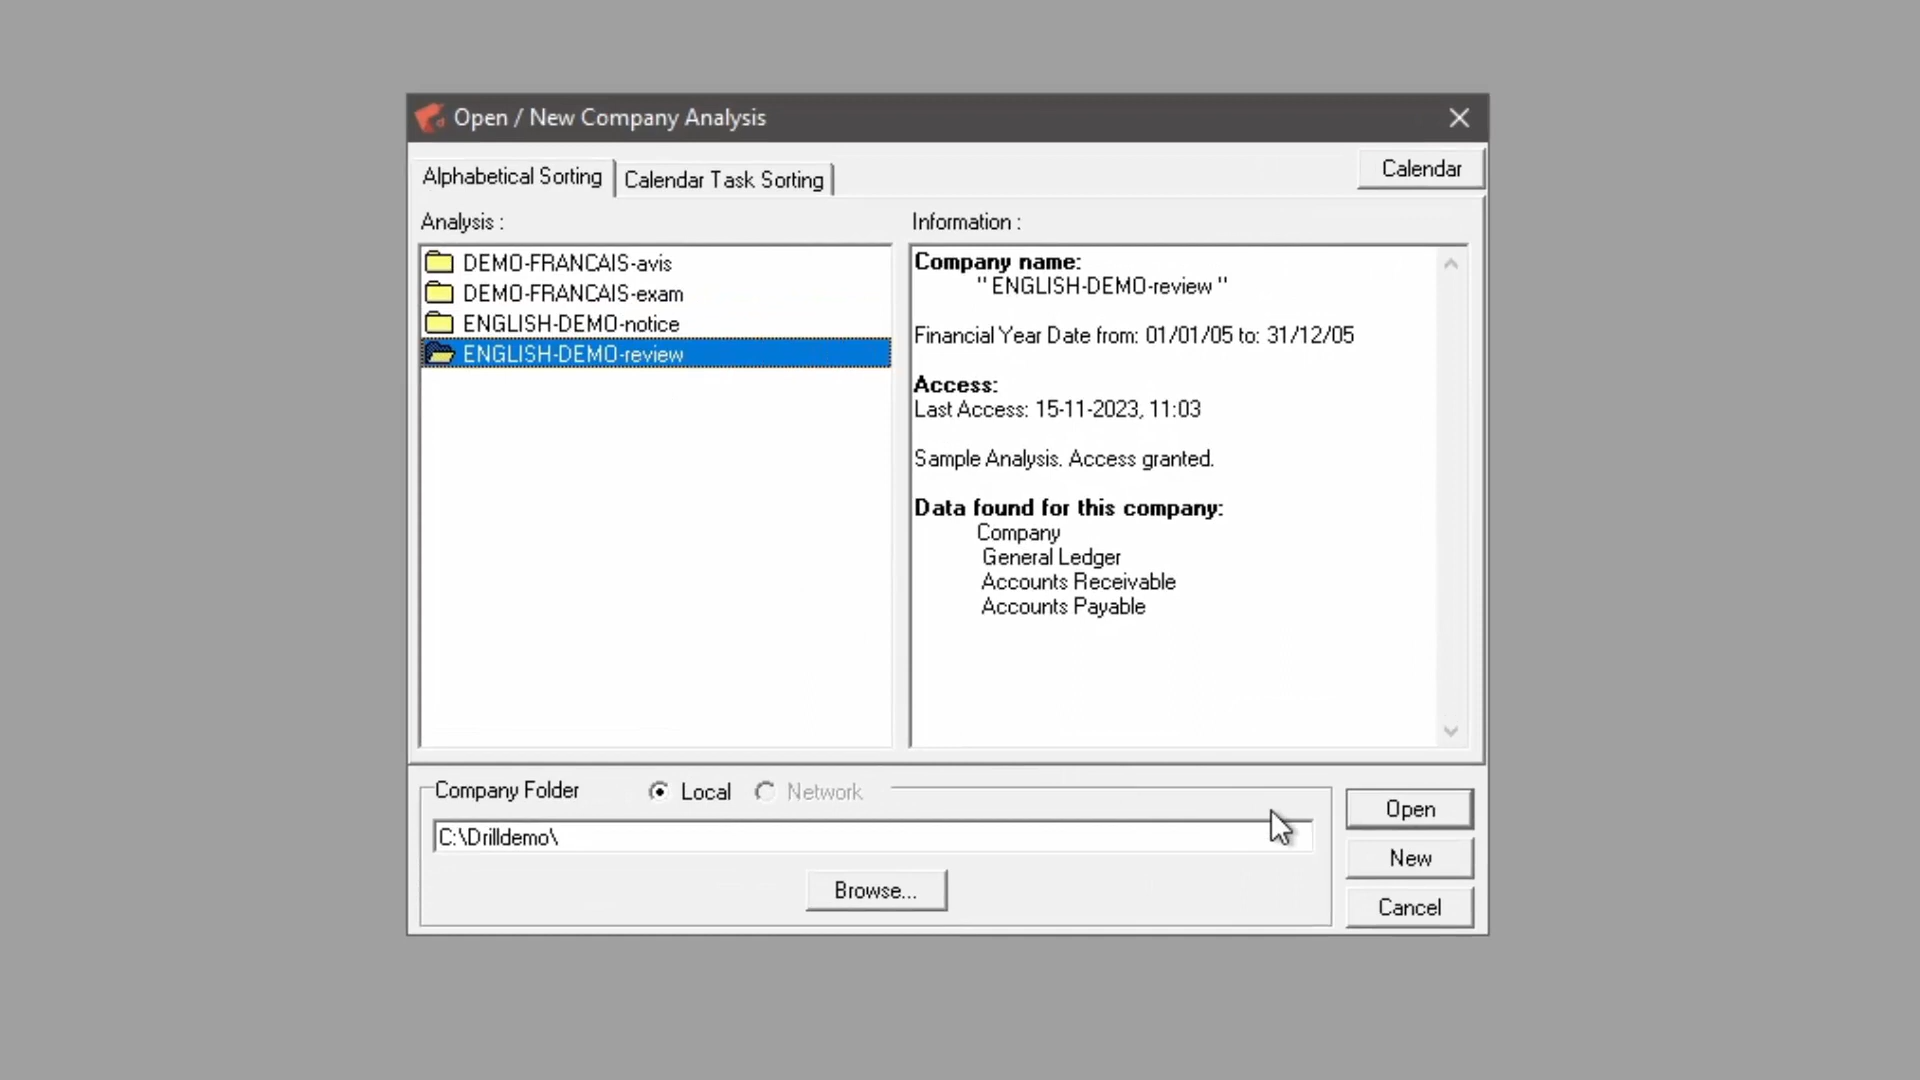 Open / New Company Analysis
Alphabetical Sorting
Calendar Task Sorting
Calendar
Analysis :
DEMO-FRANCAIS-avis
DEMO-FRANCAIS-exam
ENGLISH-DEMO-notice
ENGLISH-DEMO-review
Information :
Company name:
" ENGLISH-DEMO-review "
Financial Year Date from: 01/01/05 to: 31/12/05
Access:
Last Access: 15-11-2023, 11:03
Sample Analysis. Access granted.
Data found for this company:
Company
General Ledger
Accounts Receivable
Accounts Payable
Company Folder
Local
Network
C:\Drilldemo\
Browse...
Open
New
Cancel